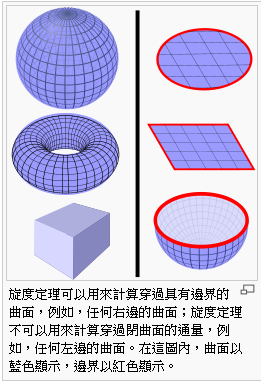 旋度定理可以用來計算穿過具有邊界的
曲面，例如，任何右邊的曲面；旋度定理
不可以用來計算穿過閉曲面的通量，例
如，任何左邊的曲面。在這圖內，曲面以
藍色顯示，邊界以紅色顯示。